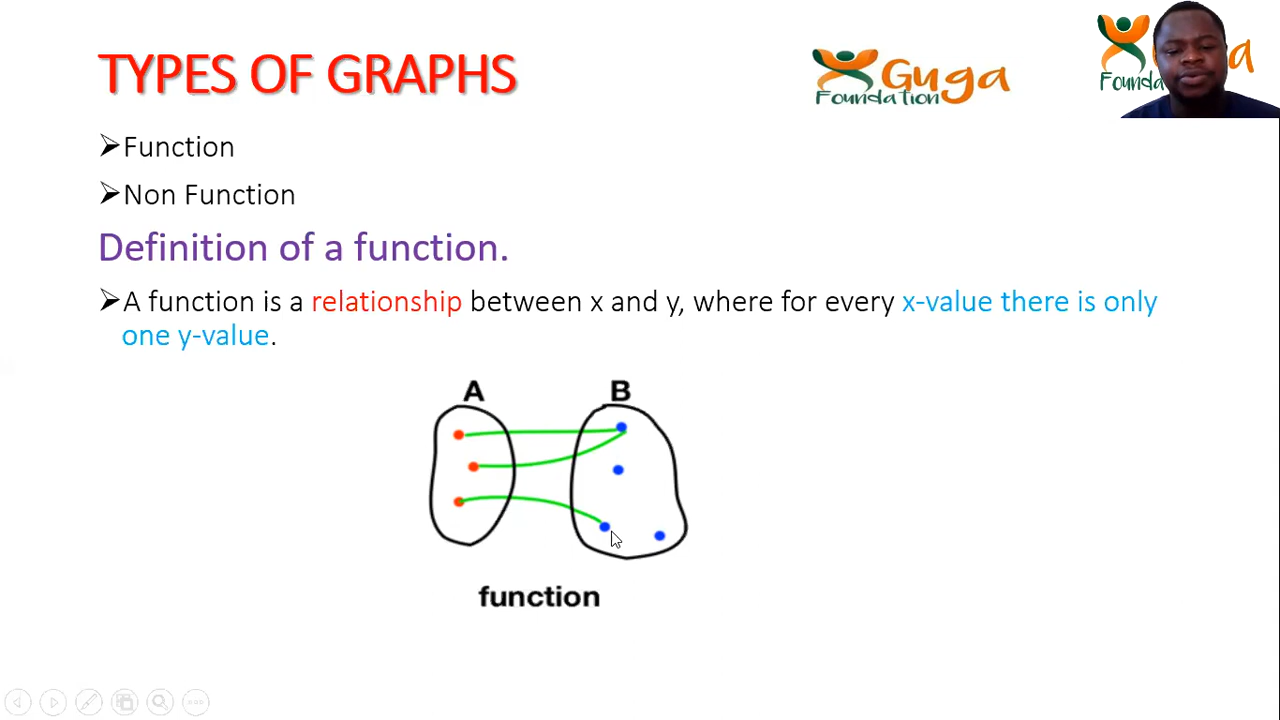 TYPES OF GRAPHS
Guga
Foundation
Founda
a
Function
Non Function
Definition of a function.
A function is a relationship between x and y, where for every x-value there is only
one y-value.
A
B
function